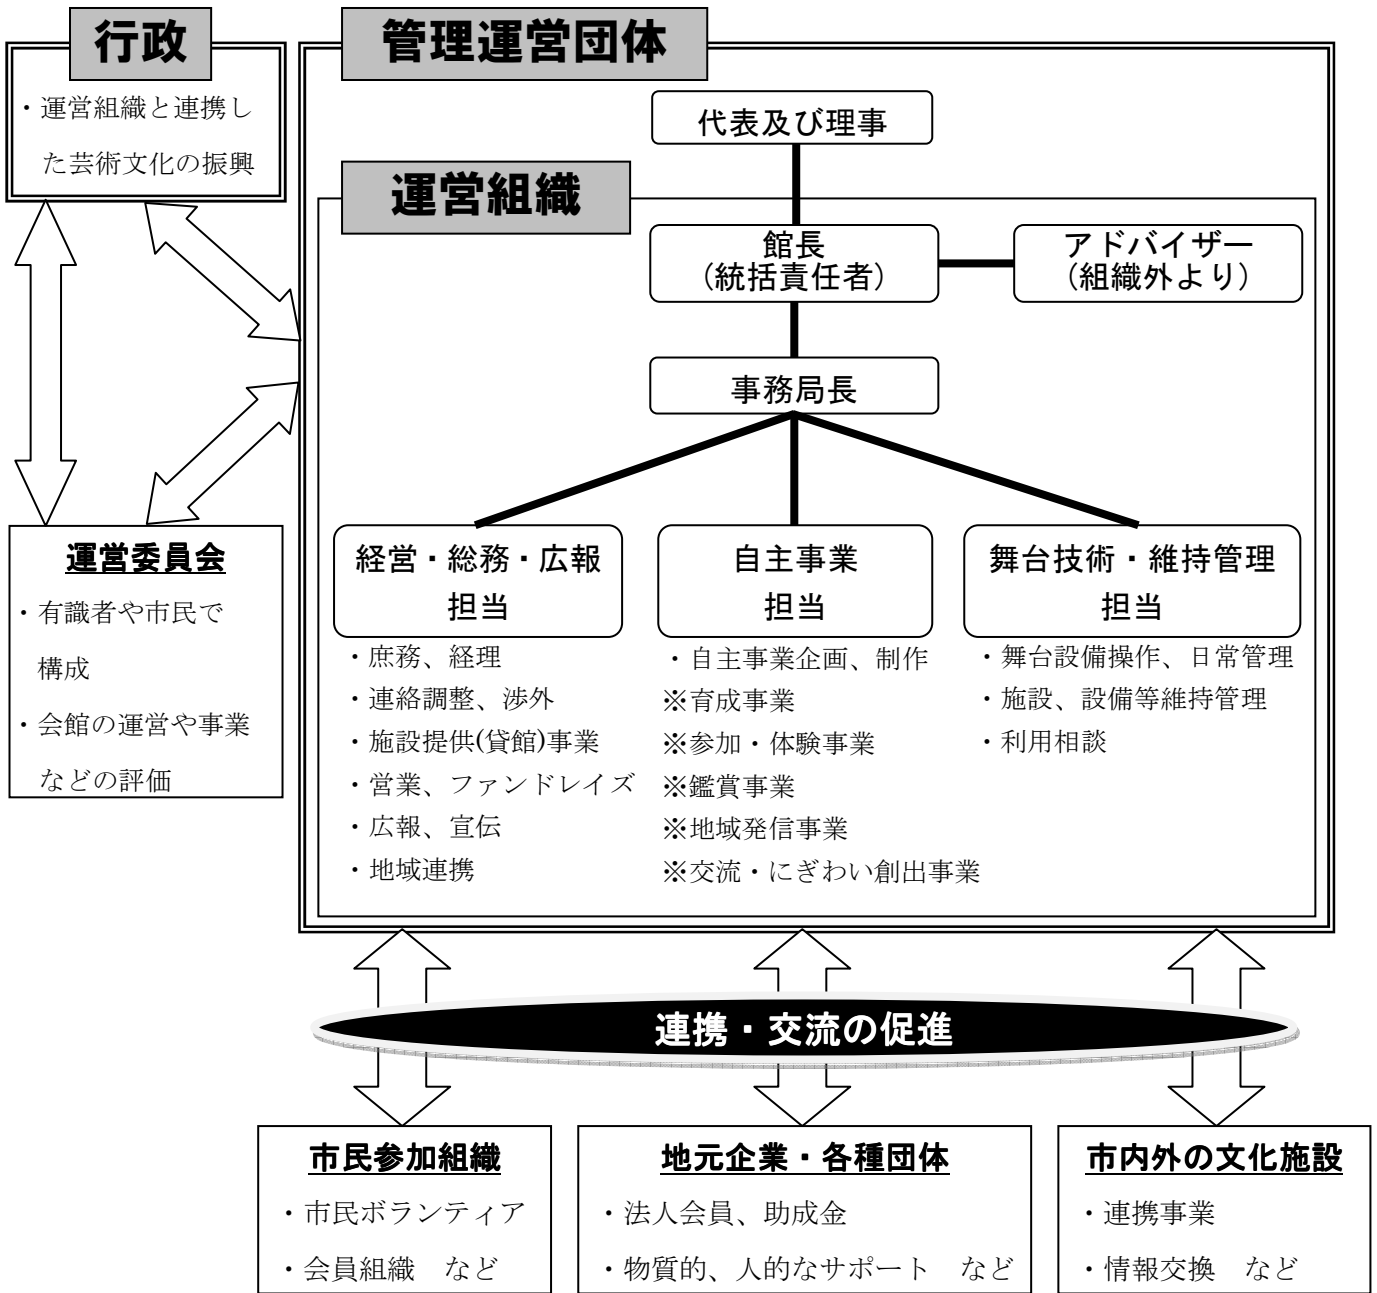 行政
・運営組織と連携し
た芸術文化の振興
管理運営団体
代表及び理事
運営組織
館長
（統括責任者）
アドバイザー
（組織外より）
事務局長
運営委員会
・有識者や市民で
構成
・会館の運営や事業
などの評価
経営・総務・広報
担当
・庶務、経理
・連絡調整、渉外
・施設提供(貸館)事業
・営業、ファンドレイズ
・広報、宣伝
・地域連携
自主事業
担当
・自主事業企画、制作
※育成事業
※参加・体験事業
※鑑賞事業
※地域発信事業
※交流・にぎわい創出事業
舞台技術・維持管理
担当
・舞台設備操作、日常管理
・施設、設備等維持管理
・利用相談
連携・交流の促進
市民参加組織
・市民ボランティア
・会員組織　など
地元企業・各種団体
・法人会員、助成金
・物質的、人的なサポート　など
市内外の文化施設
・連携事業
・情報交換　など